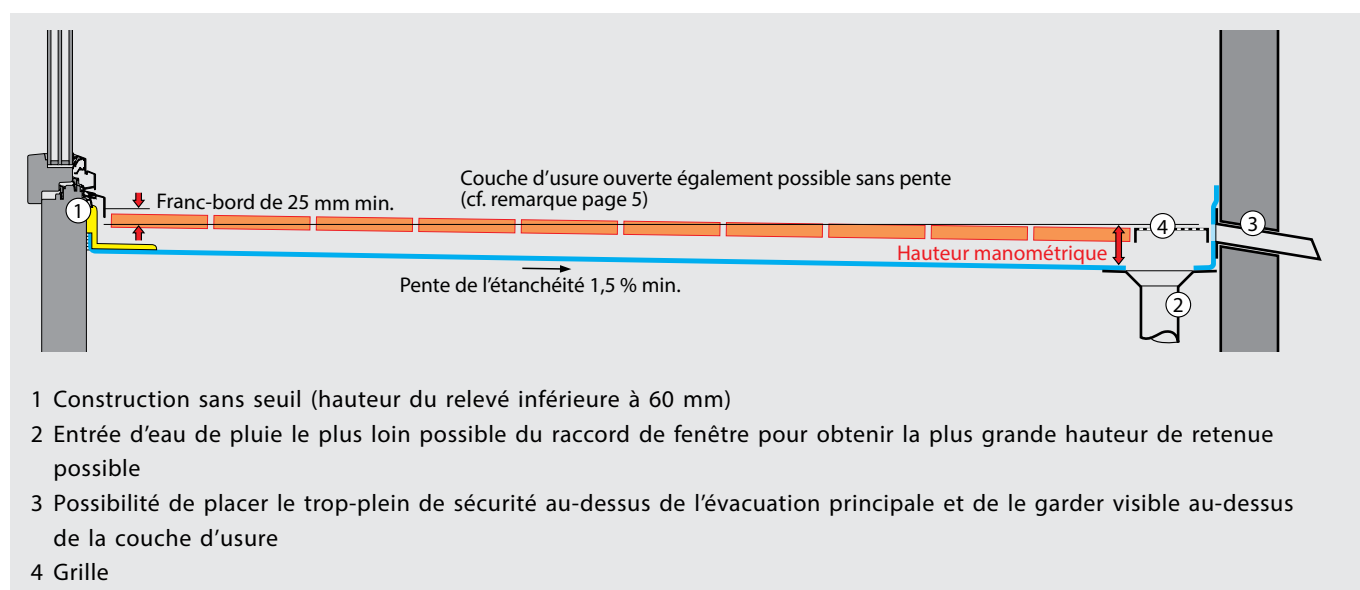 Couche d’usure ouverte également possible sans pente
(cf. remarque page 5)
Franc-bord de 25 mm min.
1
4
3
Hauteur manométrique
Pente de l’étanchéité 1,5 % min.
2
1 Construction sans seuil (hauteur du relevé inférieure à 60 mm)
2 Entrée d’eau de pluie le plus loin possible du raccord de fenêtre pour obtenir la plus grande hauteur de retenue
possible
3 Possibilité de placer le trop-plein de sécurité au-dessus de l’évacuation principale et de le garder visible au-dessus
de la couche d’usure
4 Grille